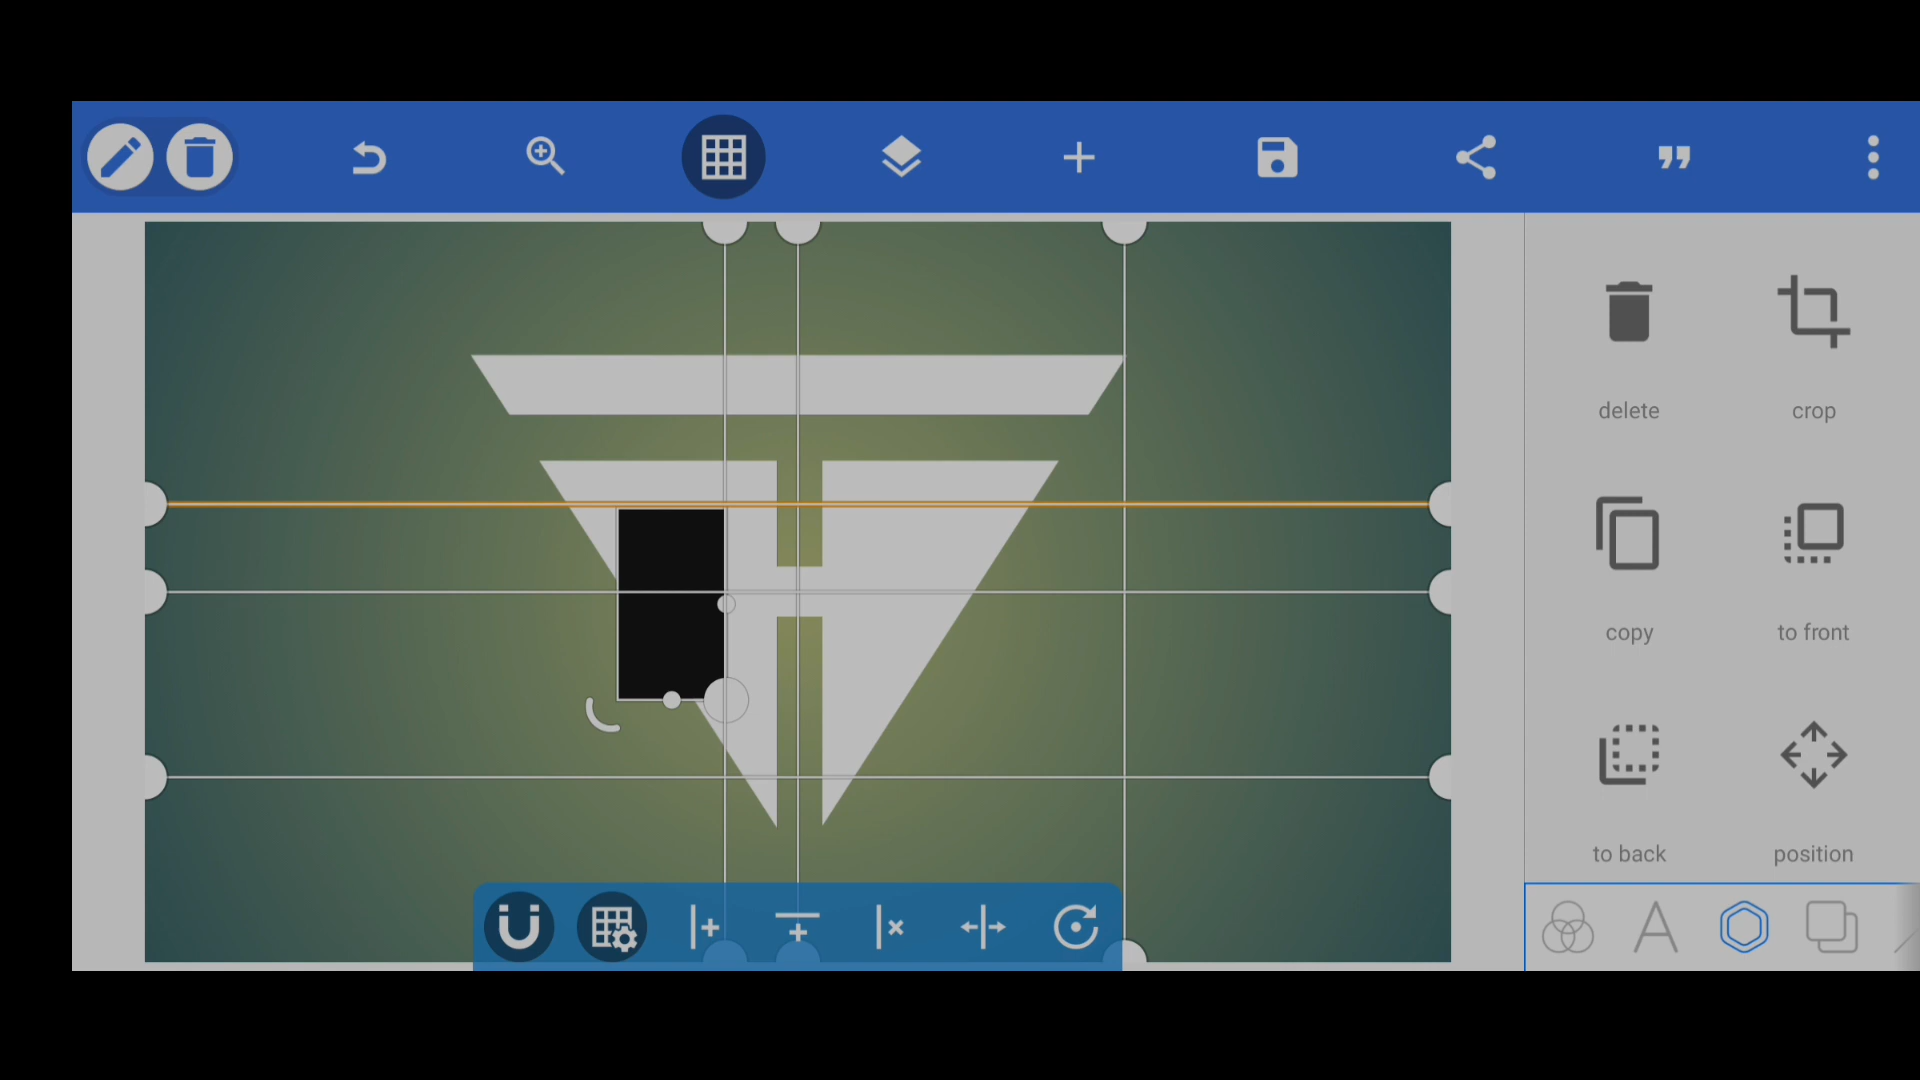 delete
crop
copy
to front
to back
position